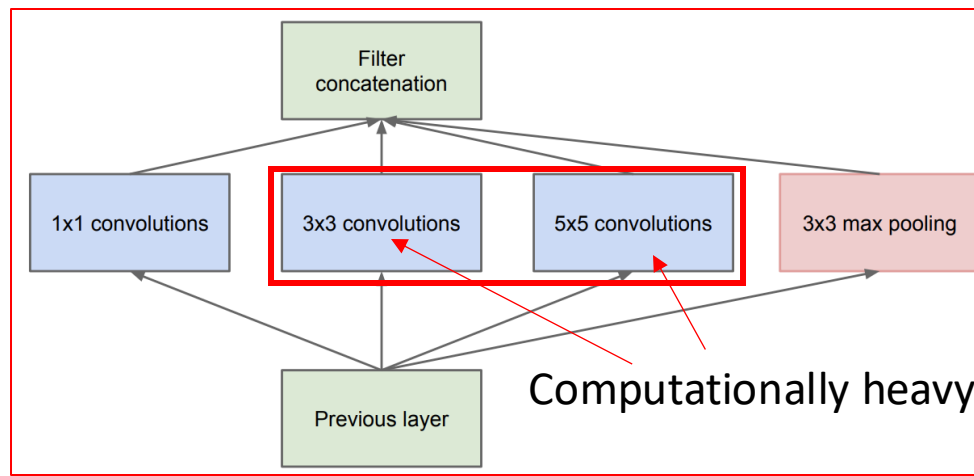 Filter
concatenation
1x1 convolutions
3x3 convolutions
5x5 convolutions
3x3 max pooling
Computationally heavy
Previous layer